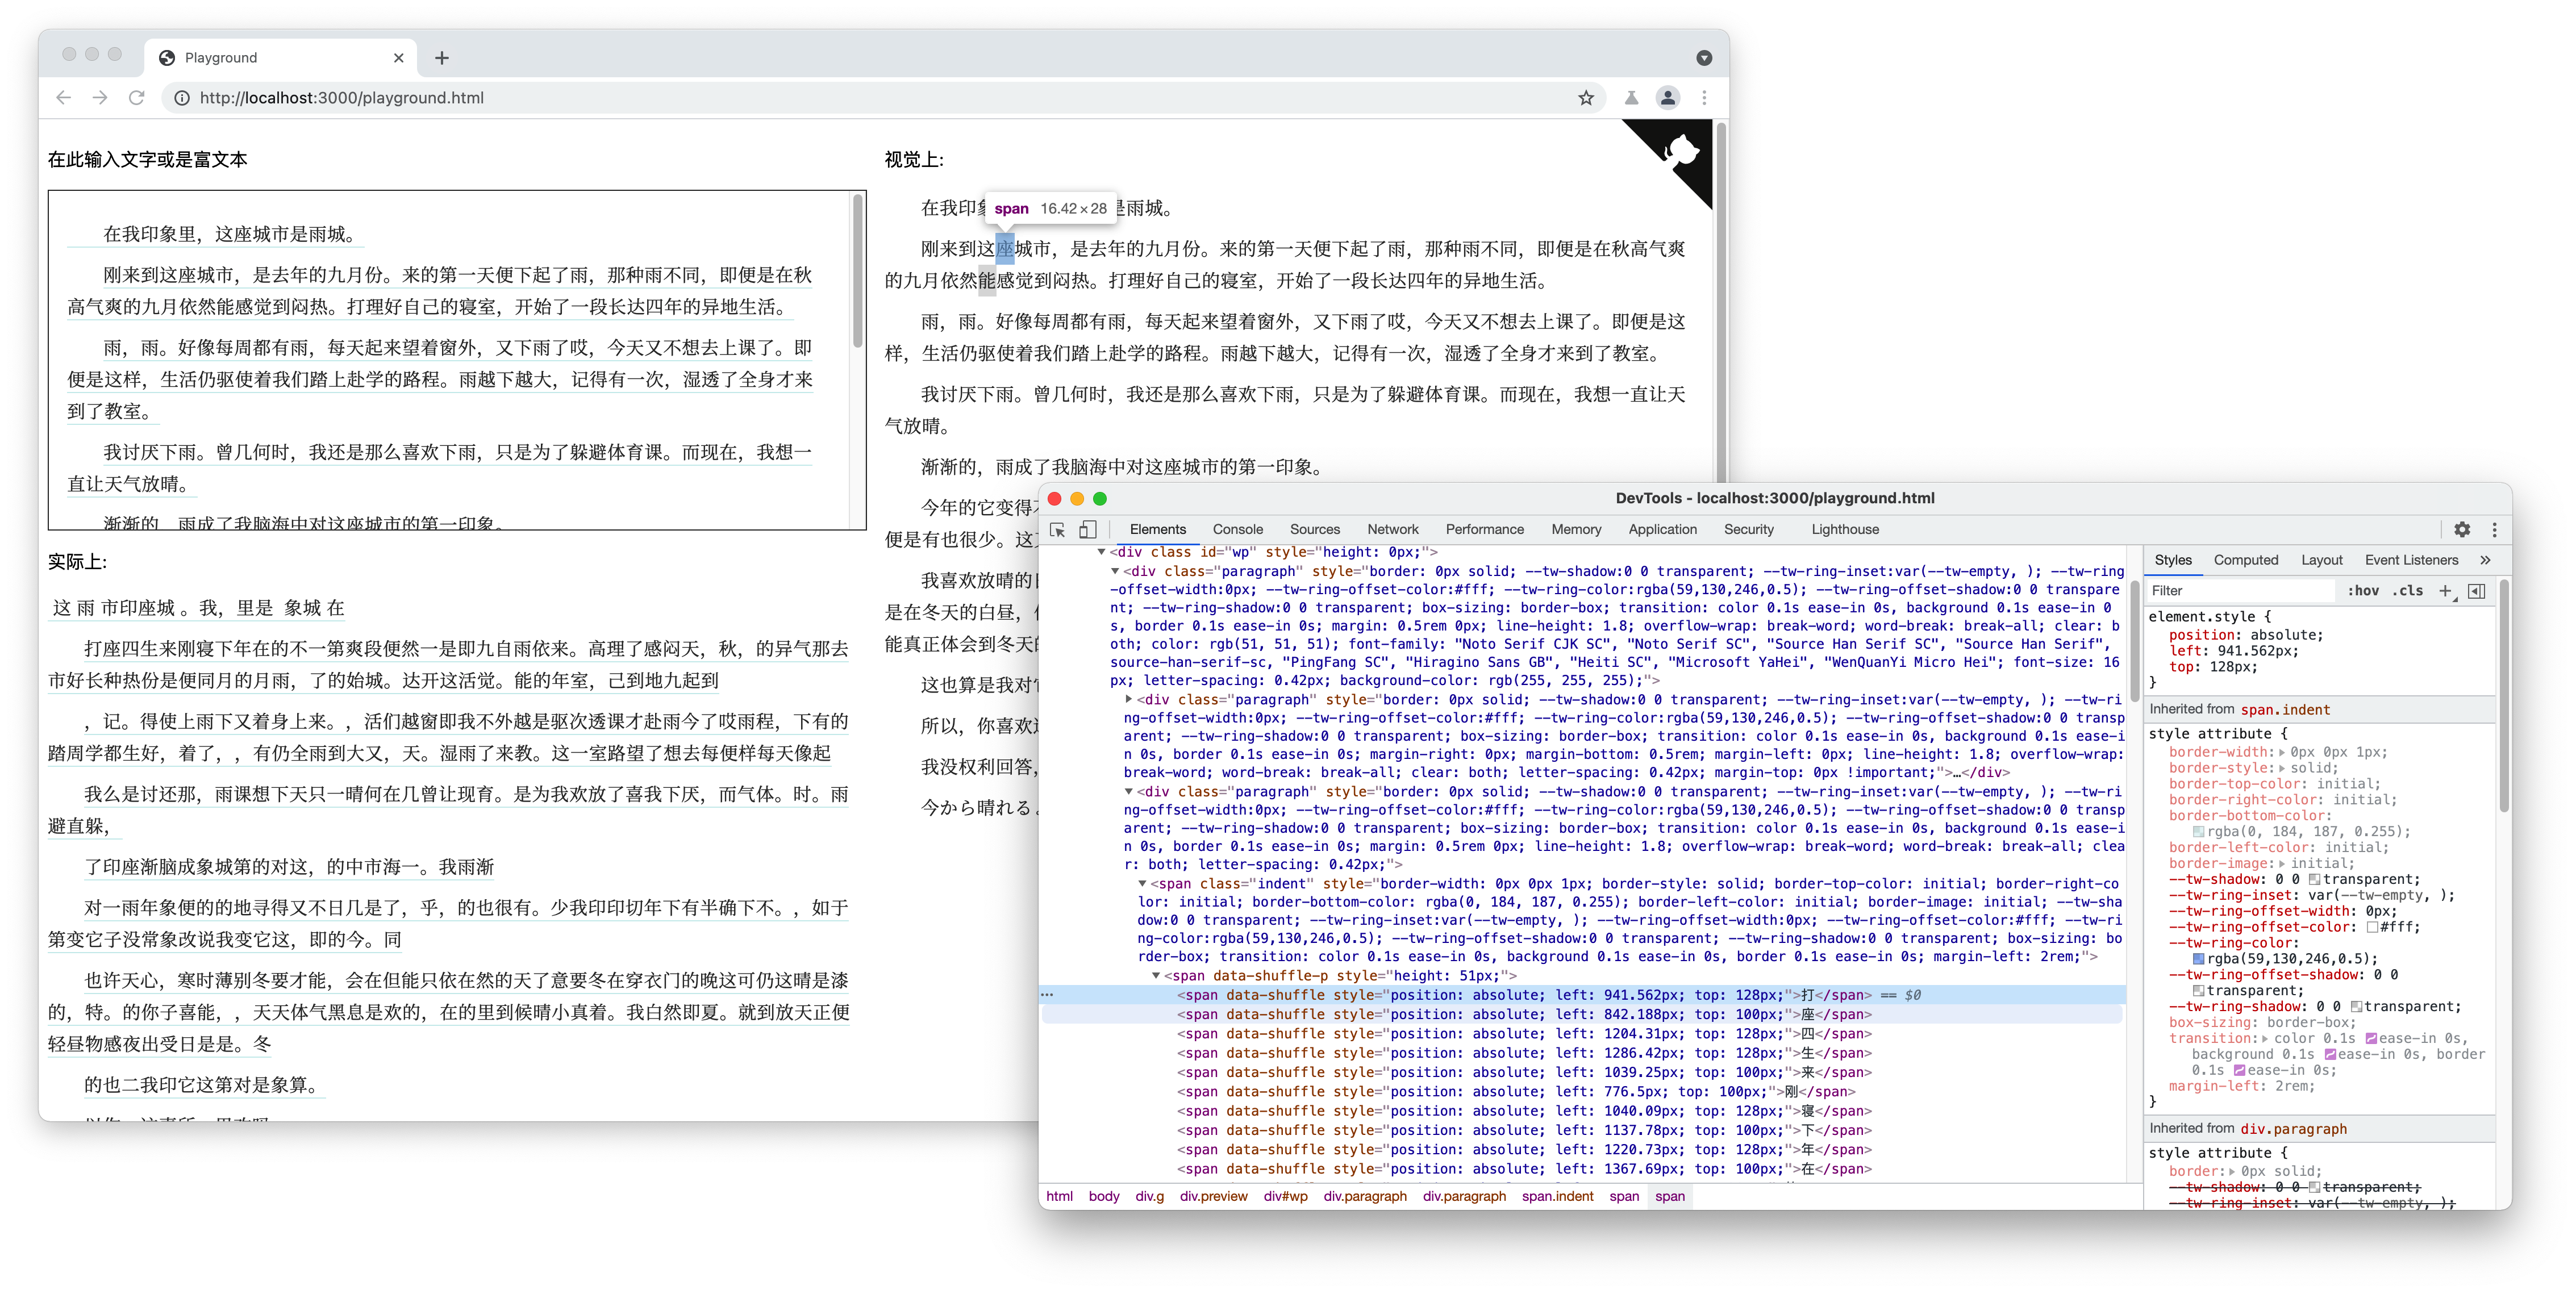 Playground
http://localhost:3000/playground.html
在此输入文字或是富文本
在我印象里，这座城市是雨城。
刚来到这座城市，是去年的九月份。来的第一天便下起了雨，那种雨不同，即便是在秋
高气爽的九月依然能感觉到闷热。打理好自己的寝室，开始了一段长达四年的异地生活。
雨，雨。好像每周都有雨，每天起来望着窗外，又下雨了哎，今天又不想去上课了。即
便是这样，生活仍驱使着我们踏上赴学的路程。雨越下越大，记得有一次，湿透了全身才来
到了教室。
我讨厌下雨。曾几何时，我还是那么喜欢下雨，只是为了躲避体育课。而现在，我想一
直让天气放晴。
渐渐的，雨成了我脑海中对这座城市的第一印象。
实际上:
这 雨 市印座城 。我，里是 象城 在
打座四生来刚寝下年在的不一第爽段便然一是即九自雨依来。高理了感闷天，秋，的异气那去
市好长种热份是便同月的月雨，了的始城。达开这活觉。能的年室，己到地九起到
，记。得使上雨下又着身上来。，活们越窗即我不外越是驱次透课才赴雨今了哎雨程，下有的
踏周学都生好，着了，，有仍全雨到大又，天。湿雨了来教。这一室路望了想去每便样每天像起
我么是讨还那，雨课想下天只一晴何在几曾让现育。是为我欢放了喜我下厌，而气体。时。雨
避直躲，
了印座渐脑成象城第的对这，的中市海一。我雨渐
对一雨年象便的的地寻得又不日几是了，乎，的也很有。少我印印切年下有半确下不。，如于
第变它子没常象改说我变它这，即的今。同
也许天心，寒时薄别冬要才能，会在但能只依在然的天了意要冬在穿衣门的晚这可仍这晴是漆
的，特。的你子喜能，，天天体气黑息是欢的，在的里到候晴小真着。我白然即夏。就到放天正便
轻昼物感夜出受日是是。冬
的也二我印它这第对是象算。
视觉上:
在我印象
是雨城。
span 16.42×28
刚来到这座城市，是去年的九月份。来的第一天便下起了雨，那种雨不同，即便是在秋高气爽
的九月依然能感觉到闷热。打理好自己的寝室，开始了一段长达四年的异地生活。
雨，雨。好像每周都有雨，每天起来望着窗外，又下雨了哎，今天又不想去上课了。即便是这
样，生活仍驱使着我们踏上赴学的路程。雨越下越大，记得有一次，湿透了全身才来到了教室。
我讨厌下雨。曾几何时，我还是那么喜欢下雨，只是为了躲避体育课。而现在，我想一直让天
气放晴。
渐渐的，雨成了我脑海中对这座城市的第一印象。
今年的它变得
便是有也很少。这
我喜欢放晴的
是在冬天的白昼，
能真正体会到冬天
这也算是我对
所以，你喜欢
我没权利回答，
今から晴れる
DevTools - localhost:3000/playground.html
Elements Console Sources Network Performance Memory Application Security Lighthouse
<div class id="wp" style="height: 0px;">
<div class="paragraph" style="border: 0px solid; --tw-shadow:0 0 transparent; --tw-ring-inset:var(--tw-empty, ); --tw-ring
-offset-width:0px; --tw-ring-offset-color:#fff; --tw-ring-color:rgba(59,130,246,0.5); --tw-ring-offset-shadow:0 0 transpare
nt; --tw-ring-shadow:0 0 transparent; box-sizing: border-box; transition: color 0.1s ease-in 0s, background 0.1s ease-in 0
s, border 0.1s ease-in 0s; margin: 0.5rem 0px; line-height: 1.8; overflow-wrap: break-word; word-break: break-all; clear: b
oth; color: rgb(51, 51, 51); font-family: "Noto Serif CJK SC", "Noto Serif SC", "Source Han Serif SC", "Source Han Serif",
source-han-serif-sc, "PingFang SC", "Hiragino Sans GB", "Heiti SC", "Microsoft YaHei", "WenQuanYi Micro Hei"; font-size: 16
px; letter-spacing: 0.42px; background-color: rgb(255, 255, 255);">
<div class="paragraph" style="border: 0px solid; --tw-shadow:0 0 transparent; --tw-ring-inset:var(--tw-empty, ); --tw-ri
ng-offset-width:0px; --tw-ring-offset-color:#fff; --tw-ring-color:rgba(59,130,246,0.5); --tw-ring-offset-shadow:0 0 transp
arent; --tw-ring-shadow:0 0 transparent; box-sizing: border-box; transition: color 0.1s ease-in 0s, background 0.1s ease-i
n 0s, border 0.1s ease-in 0s; margin-right: 0px; margin-bottom: 0.5rem; margin-left: 0px; line-height: 1.8; overflow-wrap:
break-word; word-break: break-all; clear: both; letter-spacing: 0.42px; margin-top: 0px !important;">…</div>
<div class="paragraph" style="border: 0px solid; --tw-shadow:0 0 transparent; --tw-ring-inset:var(--tw-empty, ); --tw-ri
ng-offset-width:0px; --tw-ring-offset-color:#fff; --tw-ring-color:rgba(59,130,246,0.5); --tw-ring-offset-shadow:0 0 transp
arent; --tw-ring-shadow:0 0 transparent; box-sizing: border-box; transition: color 0.1s ease-in 0s, background 0.1s ease-i
n 0s, border 0.1s ease-in 0s; margin: 0.5rem 0px; line-height: 1.8; overflow-wrap: break-word; word-break: break-all; clea
r: both; letter-spacing: 0.42px;">
<span class="indent" style="border-width: 0px 0px 1px; border-style: solid; border-top-color: initial; border-right-co
lor: initial; border-bottom-color: rgba(0, 184, 187, 0.255); border-left-color: initial; border-image: initial; --tw-sha
dow:0 0 transparent; --tw-ring-inset:var(--tw-empty, ); --tw-ring-offset-width:0px; --tw-ring-offset-color:#fff; --tw-ri
ng-color:rgba(59,130,246,0.5); --tw-ring-offset-shadow:0 0 transparent; --tw-ring-shadow:0 0 transparent; box-sizing: bo
rder-box; transition: color 0.1s ease-in 0s, background 0.1s ease-in 0s, border 0.1s ease-in 0s; margin-left: 2rem;">
<span data-shuffle-p style="height: 51px;">
<span data-shuffle style="position: absolute; left: 941.562px; top: 128px;">打</span> == $0
<span data-shuffle style="position: absolute; left: 842.188px; top: 100px;">座</span>
<span data-shuffle style="position: absolute; left: 1204.31px; top: 128px;">四</span>
<span data-shuffle style="position: absolute; left: 1286.42px; top: 128px;">生</span>
<span data-shuffle style="position: absolute; left: 1039.25px; top: 100px;">来</span>
<span data-shuffle style="position: absolute; left: 776.5px; top: 100px;">刚</span>
<span data-shuffle style="position: absolute; left: 1040.09px; top: 128px;">寝</span>
<span data-shuffle style="position: absolute; left: 1137.78px; top: 100px;">下</span>
<span data-shuffle style="position: absolute; left: 1220.73px; top: 128px;">年</span>
<span data-shuffle style="position: absolute; left: 1367.69px; top: 100px;">在</span>
html body div.g div.preview div#wp div.paragraph div.paragraph span.indent span span
Styles Computed Layout Event Listeners
Filter :hov .cls
element.style {
position: absolute;
left: 941.562px;
top: 128px;
}
Inherited from span.indent
style attribute {
border-width: 0px 0px 1px;
border-style: solid;
border-top-color: initial;
border-right-color: initial;
border-bottom-color:
rgba(0, 184, 187, 0.255);
border-left-color: initial;
border-image: initial;
--tw-shadow: 0 0 transparent;
--tw-ring-inset: var(--tw-empty, );
--tw-ring-offset-width: 0px;
--tw-ring-offset-color: #fff;
--tw-ring-color:
rgba(59,130,246,0.5);
--tw-ring-offset-shadow: 0 0
transparent;
--tw-ring-shadow: 0 0 transparent;
box-sizing: border-box;
transition: color 0.1s ease-in 0s,
background 0.1s ease-in 0s, border
0.1s ease-in 0s;
margin-left: 2rem;
}
Inherited from div.paragraph
style attribute {
border: 0px solid;
--tw-shadow: 0 0 transparent;
--tw-ring-inset: var(--tw-empty, );